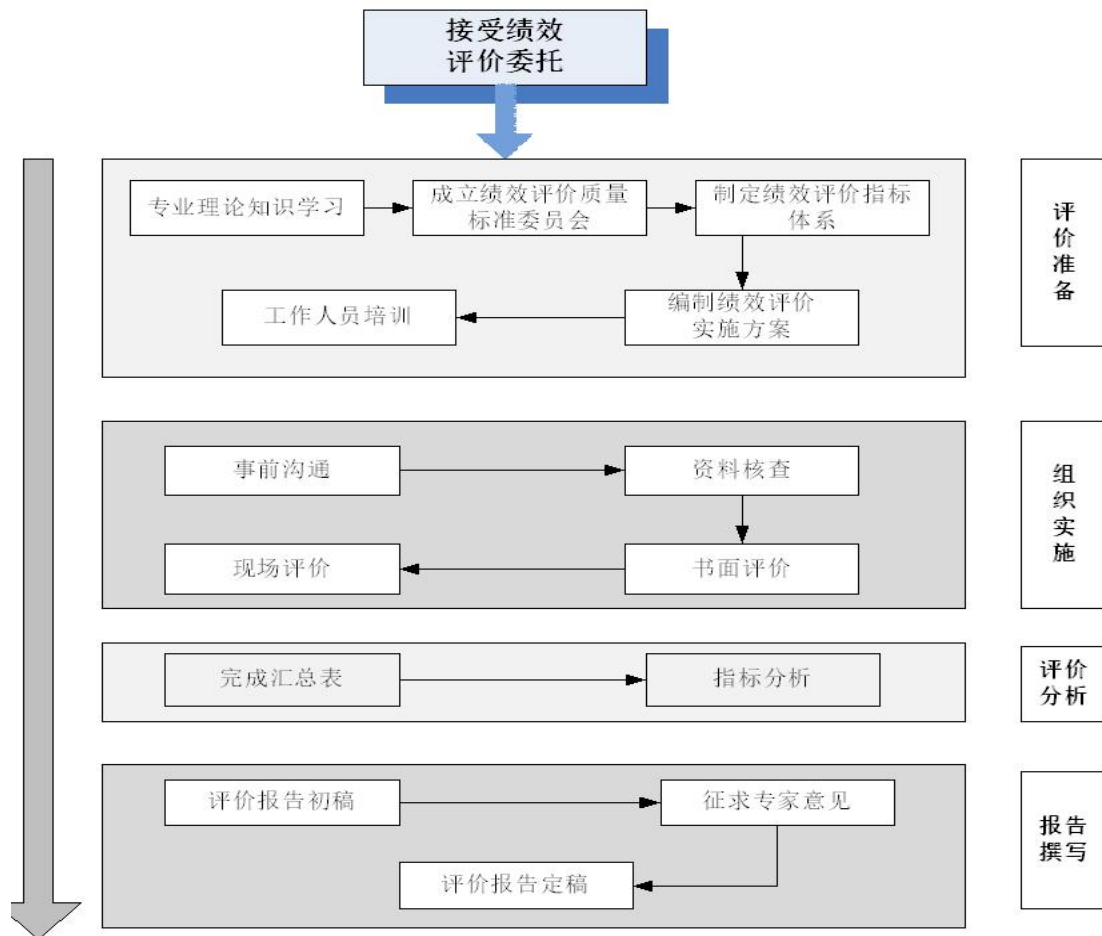 接受绩效
评价委托
专业理论知识学习
成立绩效评价质量
标准委员会
制定绩效评价指标
体系
编制绩效评价
实施方案
工作人员培训
评
价
准
备
事前沟通
资料核查
书面评价
现场评价
组
织
实
施
完成汇总表
指标分析
评价
分析
评价报告初稿
征求专家意见
评价报告定稿
报告
撰写